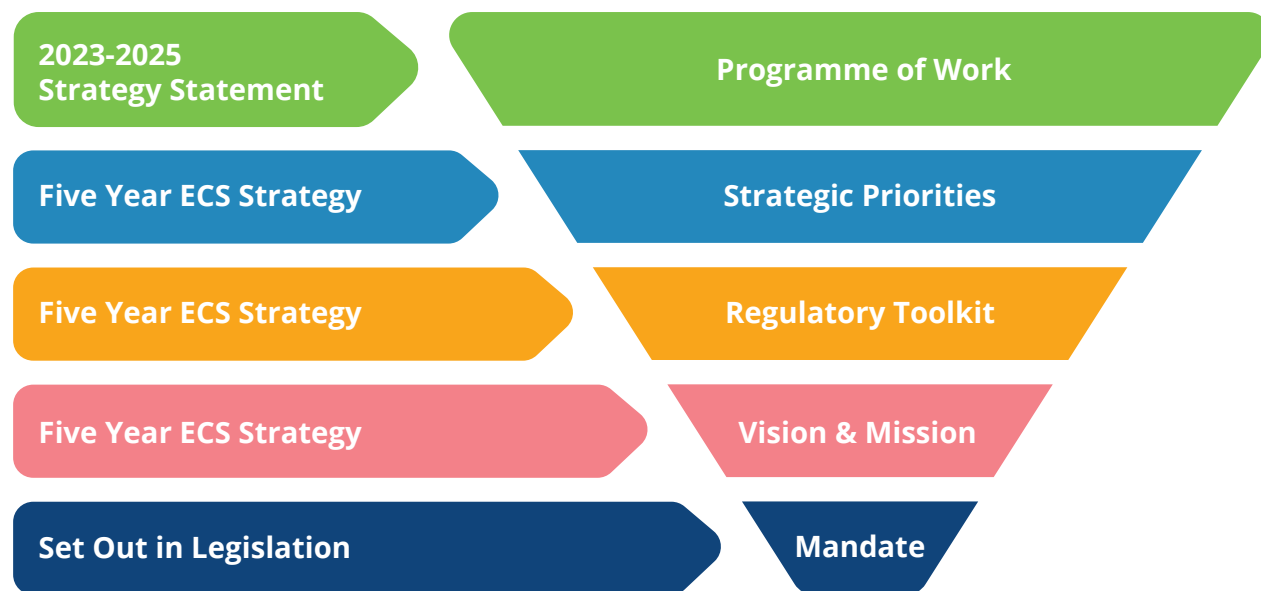 2023-2025
Strategy Statement
Programme of Work
Five Year ECS Strategy
Strategic Priorities
Five Year ECS Strategy
Regulatory Toolkit
Five Year ECS Strategy
Vision & Mission
Set Out in Legislation
Mandate